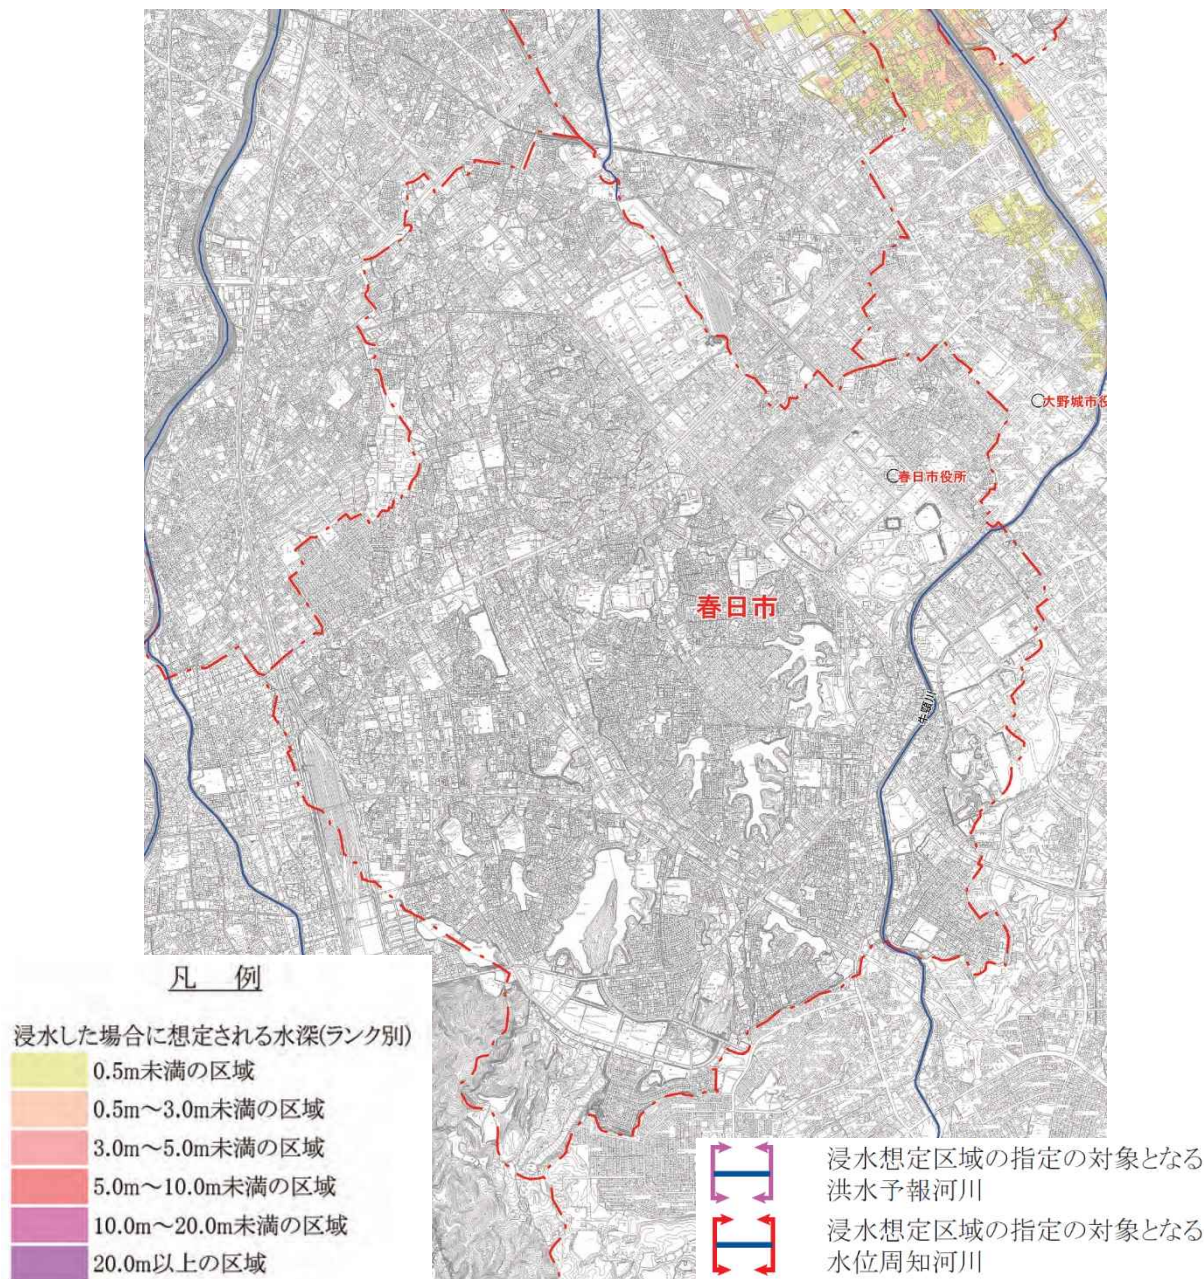 大野城市役
春日市役所
春日市
牛頸川
凡 例
浸水した場合に想定される水深(ランク別)
0.5m未満の区域
0.5m～3.0m未満の区域
3.0m～5.0m未満の区域
5.0m～10.0m未満の区域
10.0m～20.0m未満の区域
20.0m以上の区域
浸水想定区域の指定の対象となる
洪水予報河川
浸水想定区域の指定の対象となる
水位周知河川